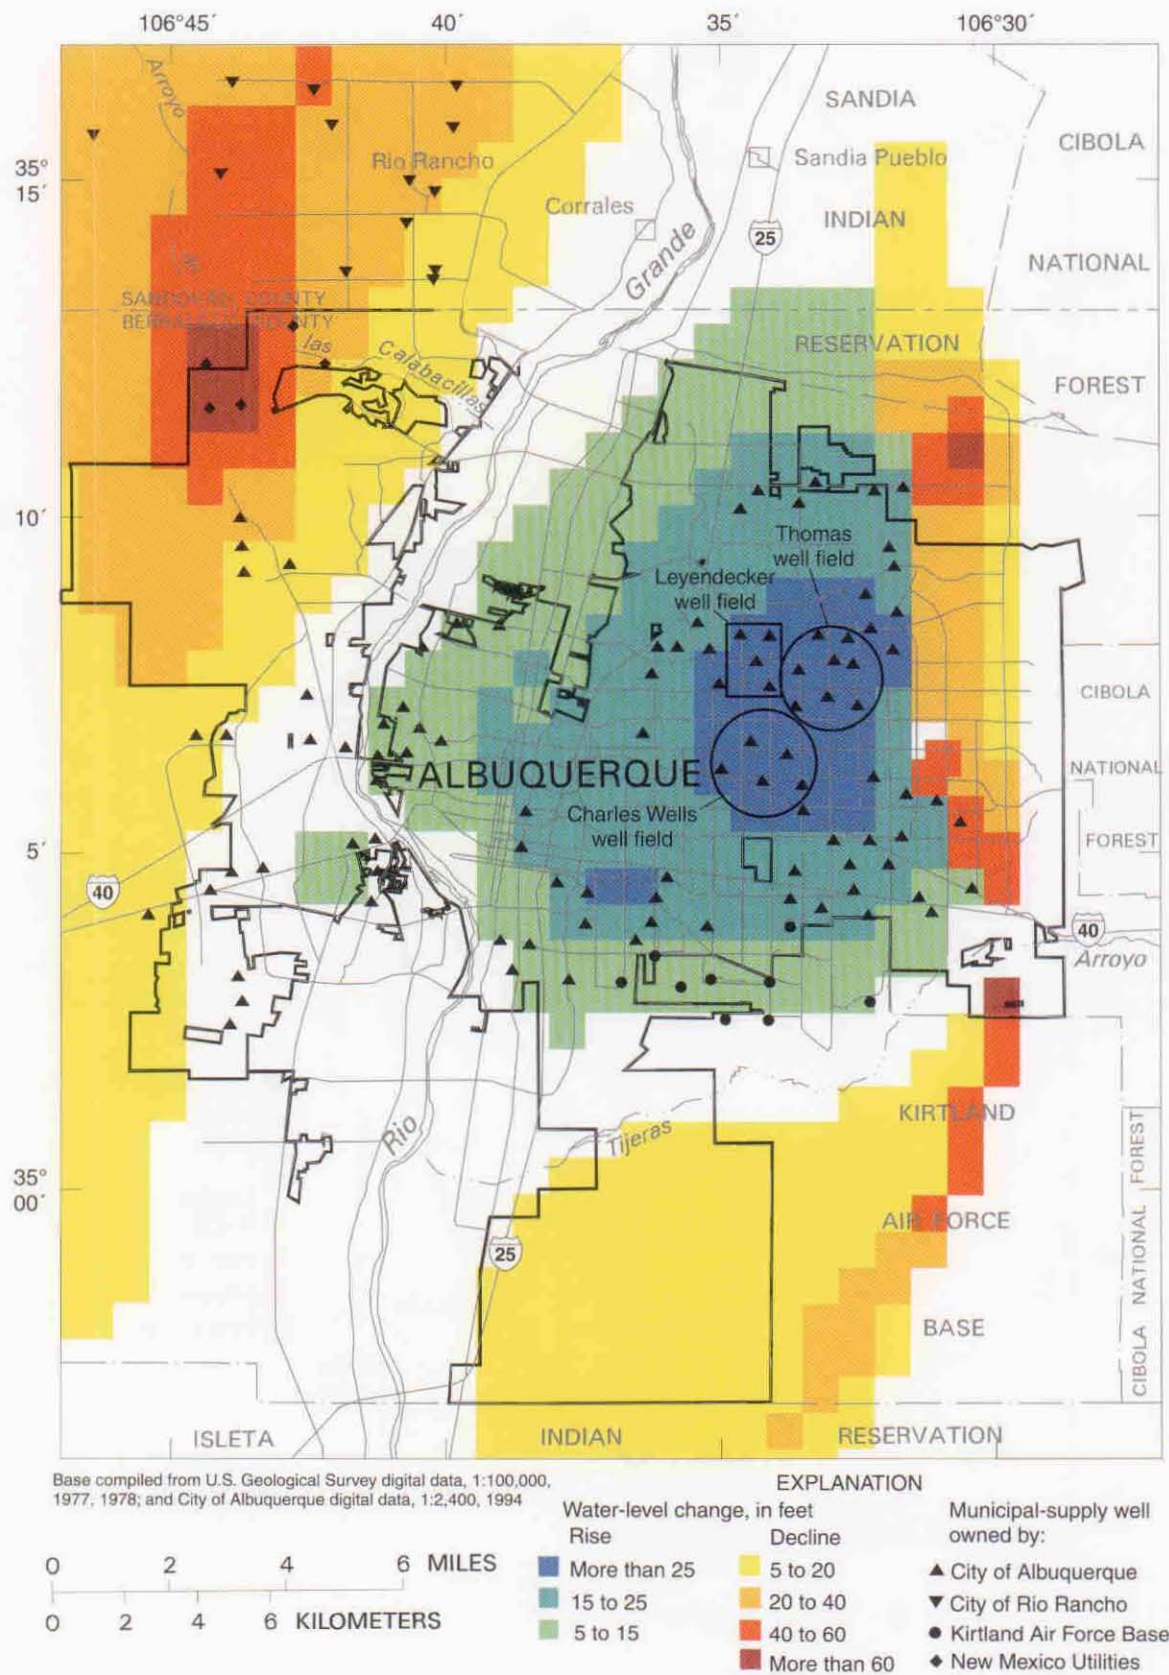 106°45´ 40´ 35´ 106°30´
Arroyo
SANDIA
CIBOLA
35°
15´
Rio Rancho
Sandia Pueblo
Corrales
INDIAN
25
NATIONAL
Grande
SANDOVAL COUNTY
BERNALILLO COUNTY
las
Calabacillas
RESERVATION
FOREST
10´
Thomas
well field
Leyendecker
well field
CIBOLA
NATIONAL
FOREST
ALBUQUERQUE
Charles Wells
well field
5´
40
40
Arroyo
KIRTLAND
Rio
Tijeras
35°
00´
AIR FORCE
25
BASE
CIBOLA NATIONAL FOREST
ISLETA INDIAN RESERVATION
Base compiled from U.S. Geological Survey digital data, 1:100,000,
1977, 1978; and City of Albuquerque digital data, 1:2,400, 1994
0 2 4 6 MILES
0 2 4 6 KILOMETERS
EXPLANATION
Water-level change, in feet
Rise
More than 25
15 to 25
5 to 15
Decline
5 to 20
20 to 40
40 to 60
More than 60
Municipal-supply well
owned by:
City of Albuquerque
City of Rio Rancho
Kirtland Air Force Base
New Mexico Utilities